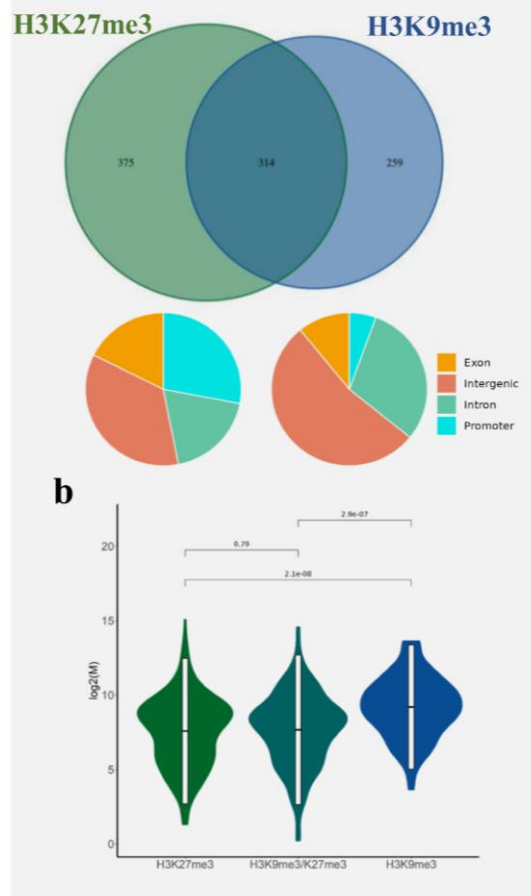 H3K27me3
H3K9me3
375
314
259
Exon
Intergenic
Intron
Promoter
b
2.9e-07
0.79
2.1e-08
20
15
10
5
0
log2(M)
H3K27me3
H3K9me3/K27me3
H3K9me3